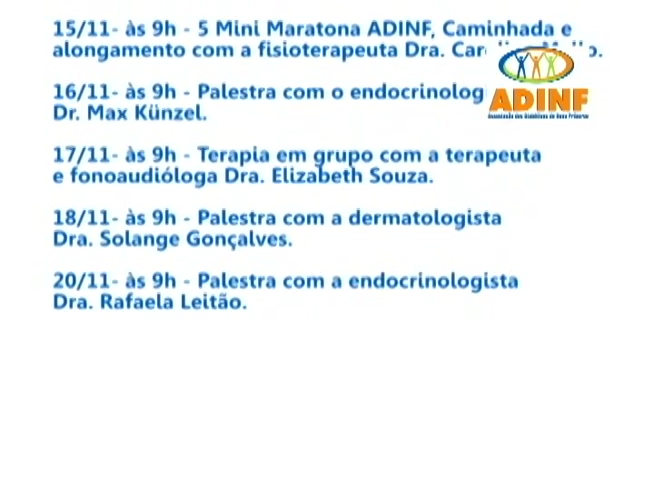 15/11- às 9h - 5 Mini Maratona ADINF, Caminhada e
alongamento com a fisioterapeuta Dra.
16/11- às 9h - Palestra com o
Dr. Max Künzel.
ADINF
17/11- às 9h - Terapia em grupo com a terapeuta
e fonoaudióloga Dra. Elizabeth Souza.
18/11- às 9h - Palestra com a dermatologista
Dra. Solange Gonçalves.
20/11- às 9h - Palestra com a endocrinologista
Dra. Rafaela Leitão.